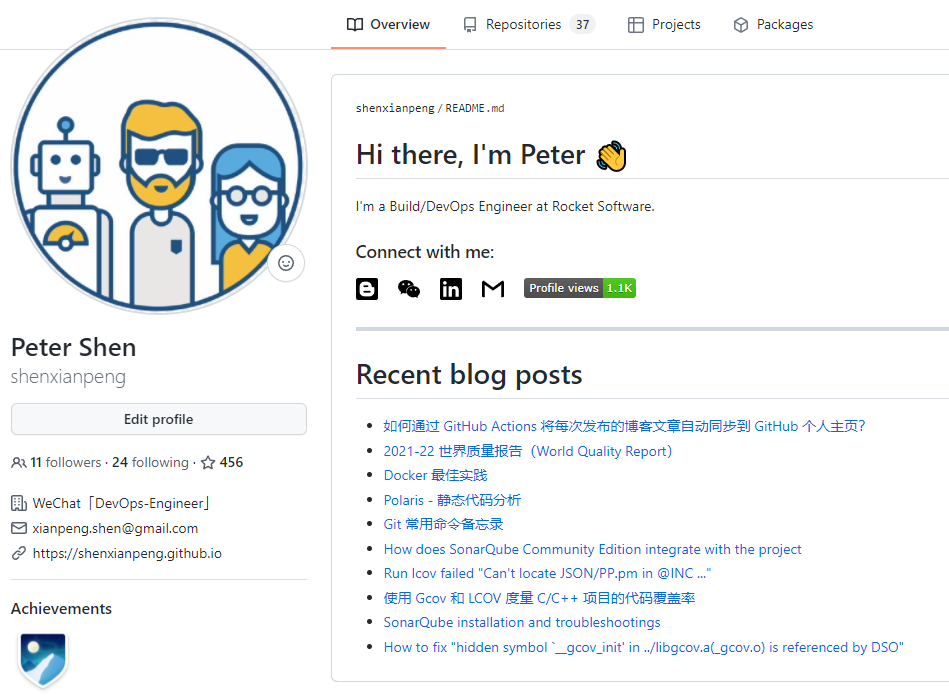 Overview Repositories 37 Projects Packages
shenxianpeng / README.md
Hi there, I'm Peter 👋
I'm a Build/DevOps Engineer at Rocket Software.
Connect with me:
Profile views 1.1K
Peter Shen
shenxianpeng
Edit profile
11 followers · 24 following · 456
WeChat「DevOps-Engineer」
xianpeng.shen@gmail.com
https://shenxianpeng.github.io
Achievements
Recent blog posts
如何通过 GitHub Actions 将每次发布的博客文章自动同步到 GitHub 个人主页?
2021-22 世界质量报告（World Quality Report）
Docker 最佳实践
Polaris - 静态代码分析
Git 常用命令备忘录
How does SonarQube Community Edition integrate with the project
Run lcov failed "Can't locate JSON/PP.pm in @INC ..."
使用 Gcov 和 LCOV 度量 C/C++ 项目的代码覆盖率
SonarQube installation and troubleshootings
How to fix "hidden symbol `__gcov_init' in ../libgcov.a(_gcov.o) is referenced by DSO"